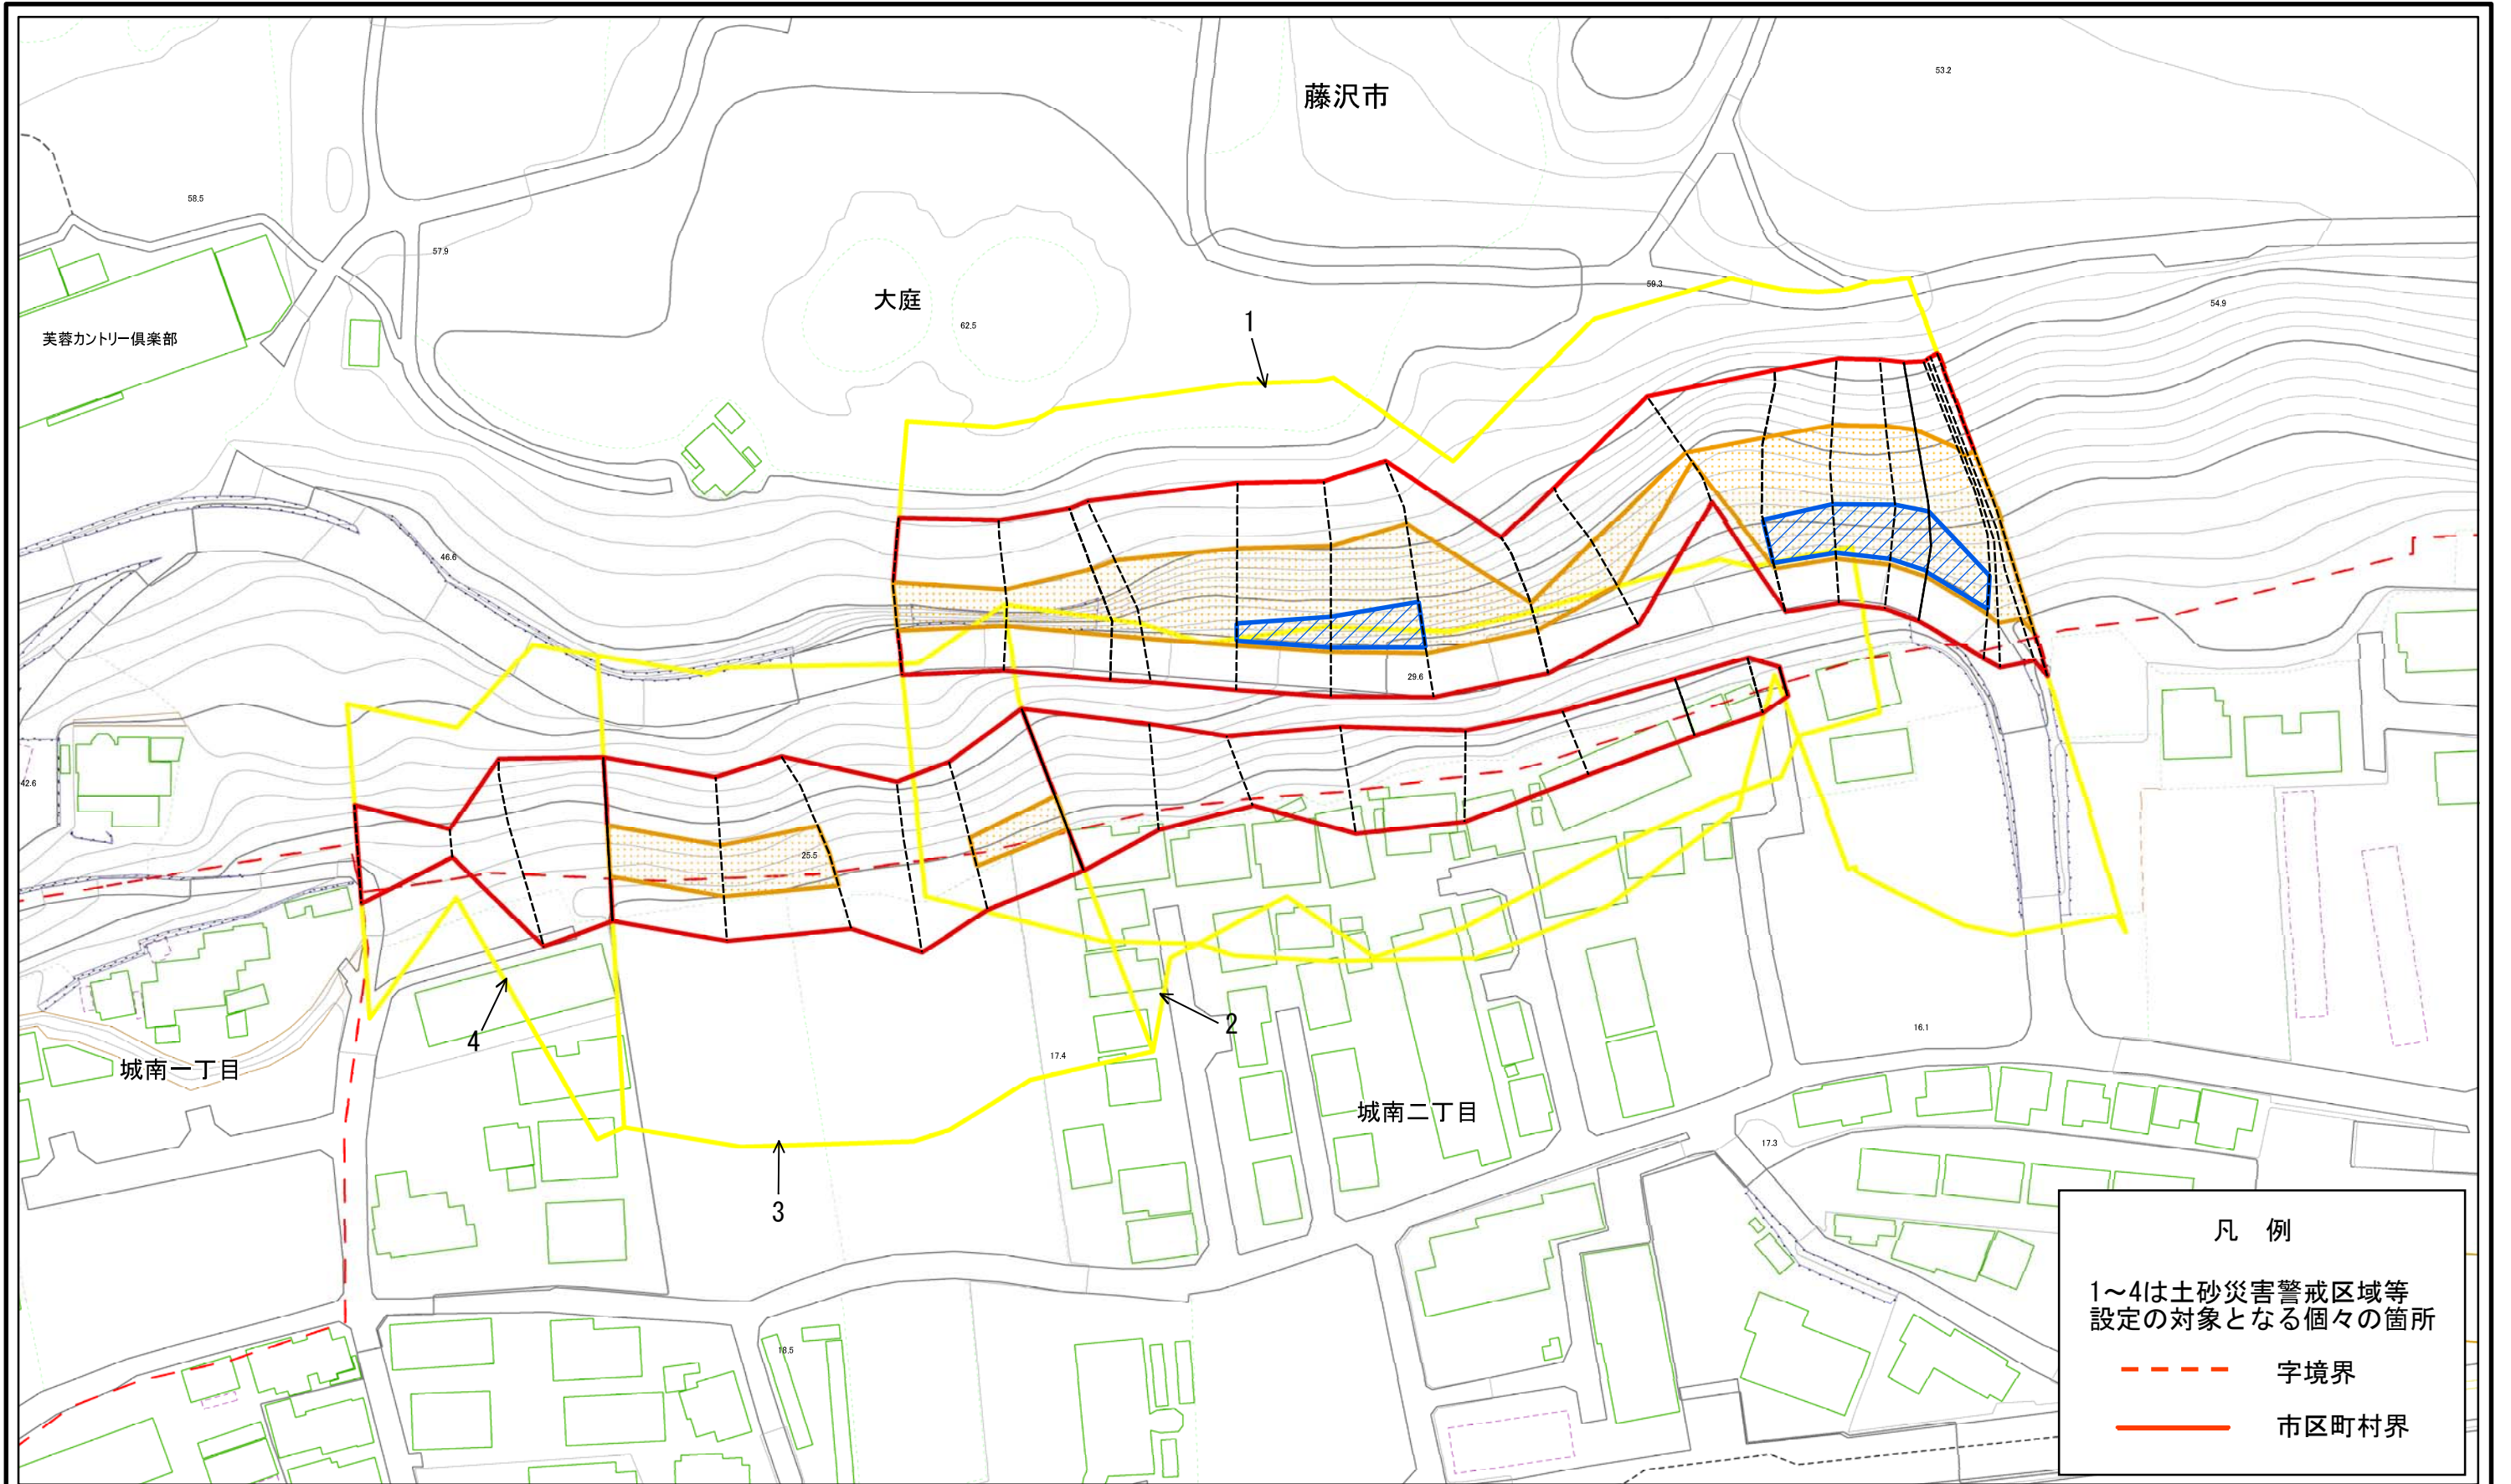 藤沢市
53.2
58.5
57.9
大庭
62.5
59.3
54.9
芙蓉カントリー倶楽部
1
46.6
29.6
42.6
25.5
2
4
城南一丁目
17.4
16.1
城南二丁目
17.3
3
18.5
凡 例
1～4は土砂災害警戒区域等
設定の対象となる個々の箇所
字境界
市区町村界